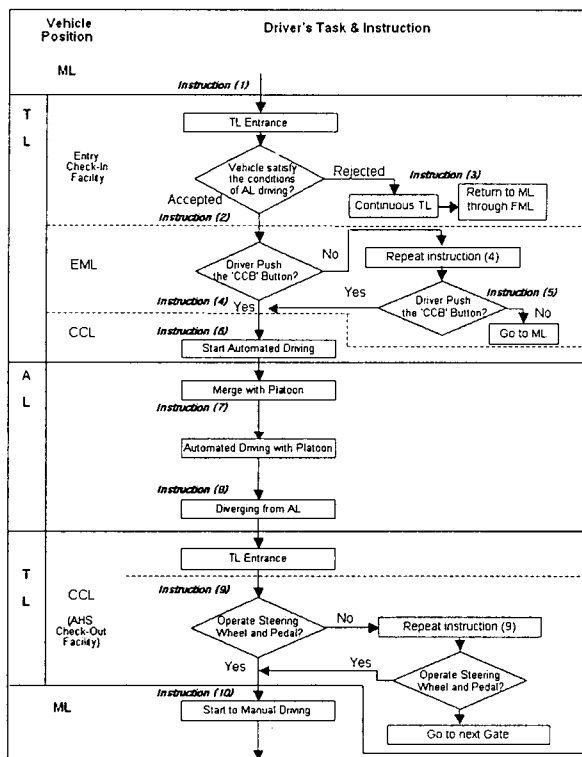 Vehicle
Position
Driver's Task & Instruction
ML
Instruction (1)
T
L
TL Entrance
Entry
Check-In
Facility
Vehicle satisfy
the conditions
of AL driving?
Rejected
Instruction (3)
Continuous TL
Return to ML
through FML
Accepted
Instruction (2)
EML
Driver Push
the 'CCB' Button?
No
Repeat instruction (4)
Instruction (5)
Instruction (4)
Yes
Yes
Driver Push
the 'CCB' Button?
No
Go to ML
CCL
Instruction (6)
Start Automated Driving
A
L
Merge with Platoon
Instruction (7)
Automated Driving with Platoon
Instruction (8)
Diverging from AL
T
L
TL Entrance
CCL
(AHS
Check-Out
Facility)
Instruction (9)
Operate Steering
Wheel and Pedal?
No
Repeat instruction (9)
Yes
Yes
Operate Steering
Wheel and Pedal?
Instruction (10)
ML
Start to Manual Driving
Go to next Gate